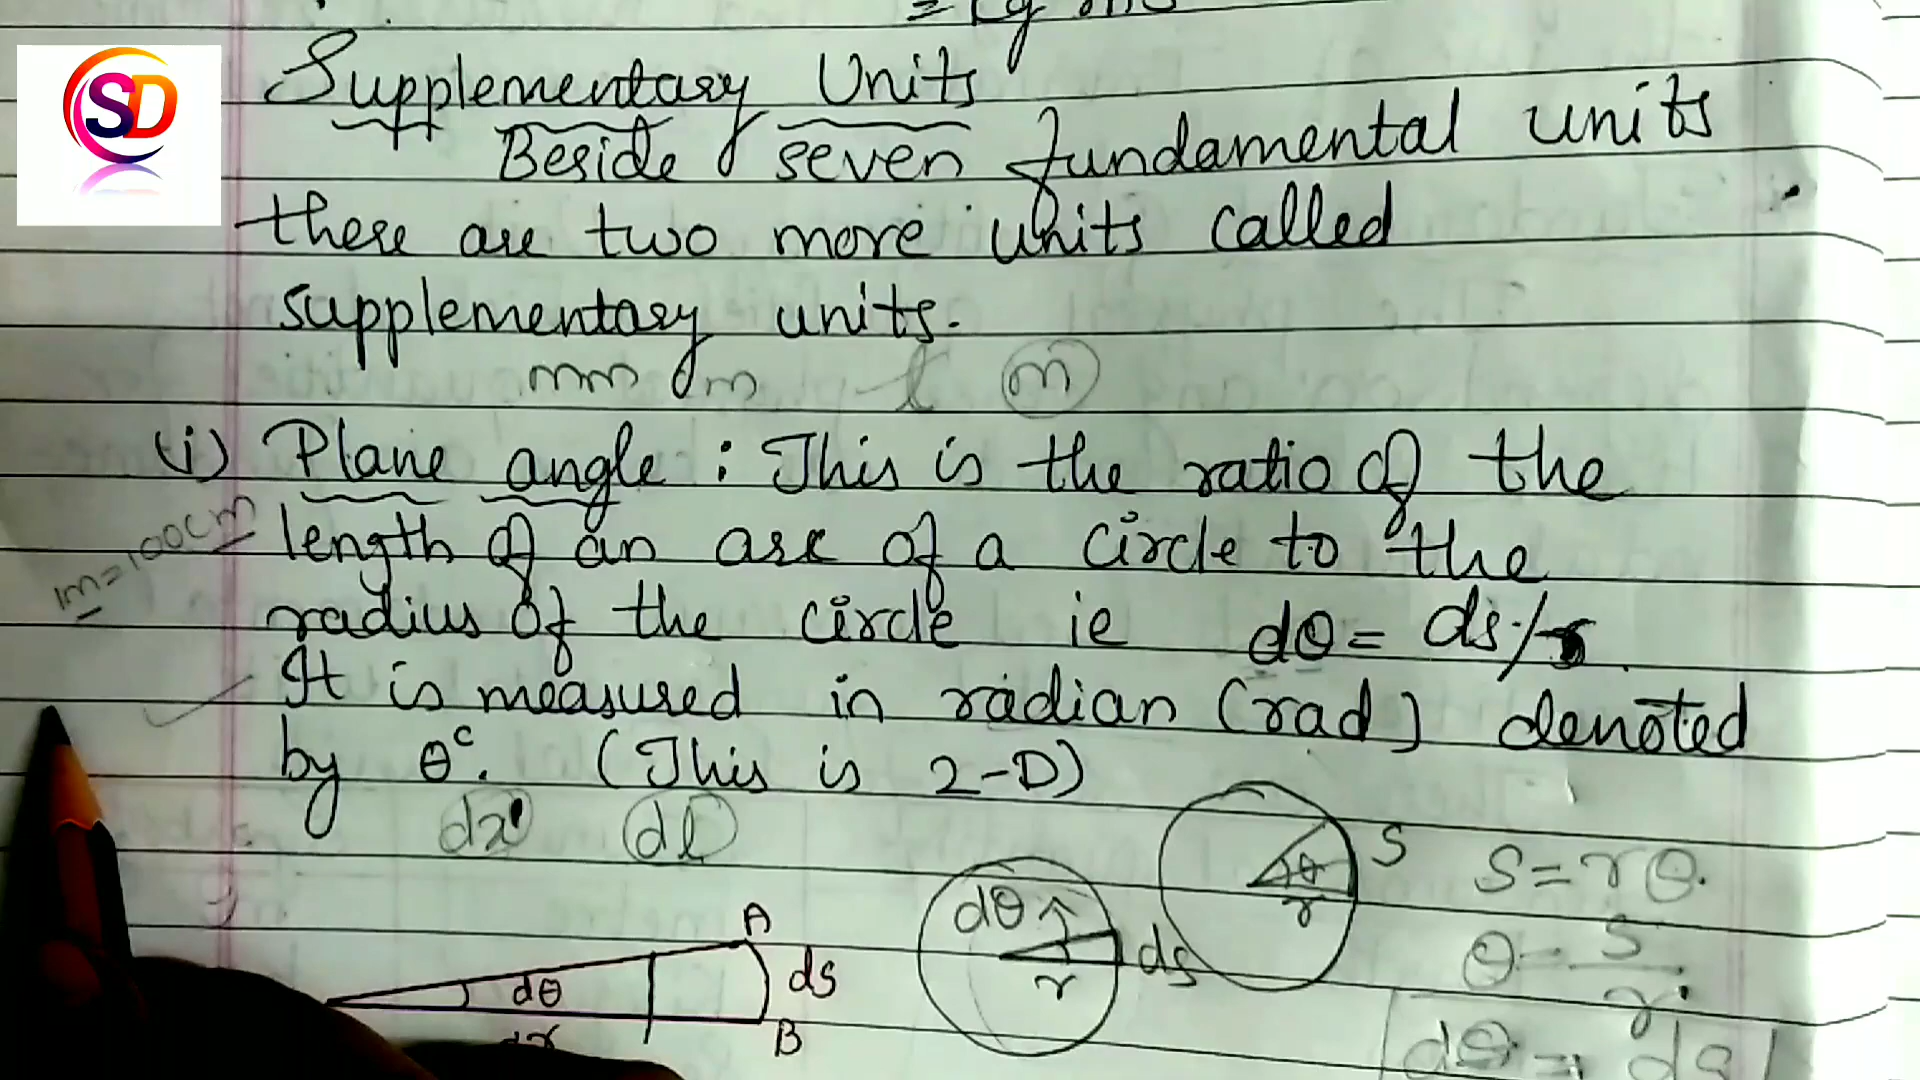 SD
Supplementary Units
Beside seven fundamental units
there are two more units called
supplementary units.
mm m t m
(i) Plane angle : This is the ratio of the
1m=100cm
length of an arc of a circle to the
radius of the circle ie dθ = ds/r.
It is measured in radian (rad) denoted
by θᶜ. (This is 2-D)
dx dl
S S=rθ.
θ r
A dθ ds r
dθ ds
B
θ = S/r
dθ = ds